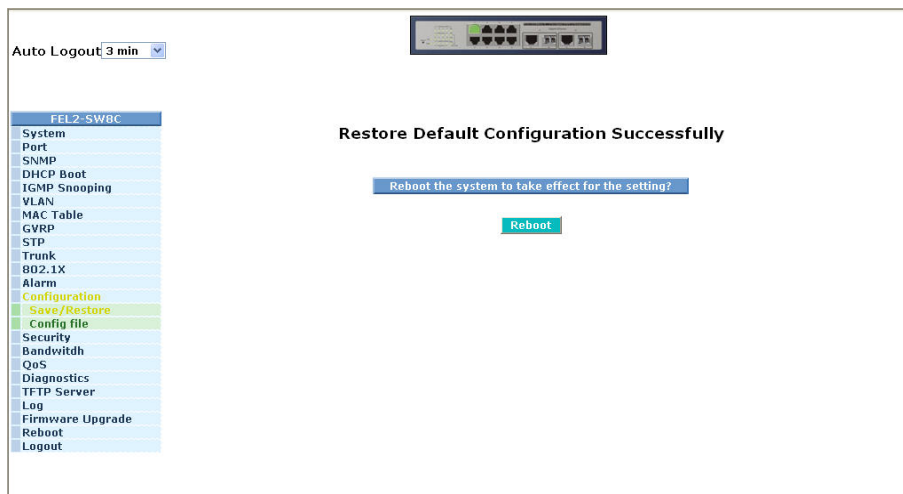 Auto Logout 3 min
FEL2-SW8C
System
Port
SNMP
DHCP Boot
IGMP Snooping
VLAN
MAC Table
GVRP
STP
Trunk
802.1X
Alarm
Configuration
Save/Restore
Config file
Security
Bandwitdh
QoS
Diagnostics
TFTP Server
Log
Firmware Upgrade
Reboot
Logout
Restore Default Configuration Successfully
Reboot the system to take effect for the setting?
Reboot